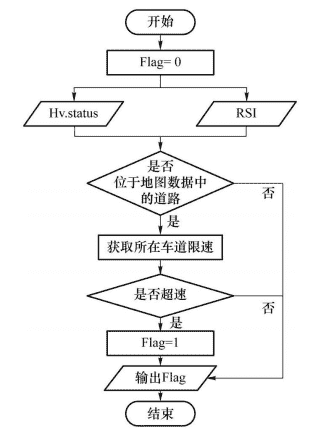 开始
Flag= 0
Hv.status
RSI
是否
位于地图数据中
的道路
否
是
获取所在车道限速
是否超速
否
是
Flag=1
输出Flag
结束